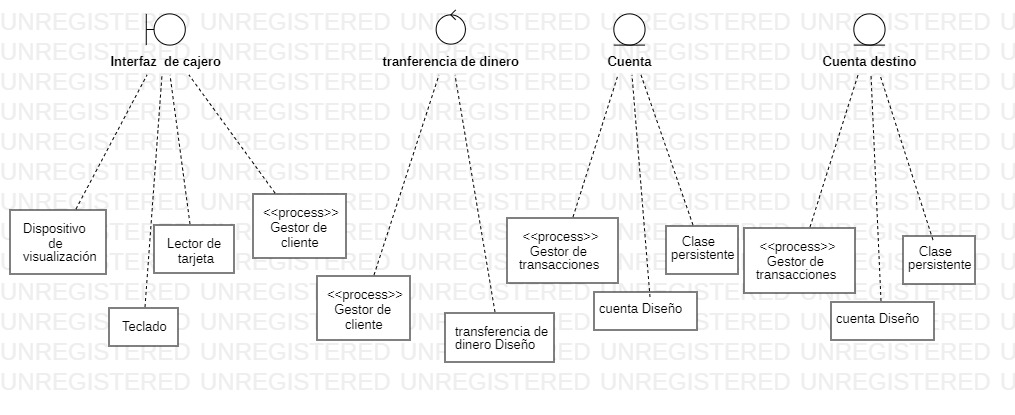 Interfaz de cajero
tranferencia de dinero
Cuenta
Cuenta destino
Dispositivo
de
visualización
Teclado
Lector de
tarjeta
<<process>>
Gestor de
cliente
<<process>>
Gestor de
cliente
transferencia de
dinero Diseño
<<process>>
Gestor de
transacciones
cuenta Diseño
Clase
persistente
<<process>>
Gestor de
transacciones
cuenta Diseño
Clase
persistente
UNREGISTERED UNREGISTERED UNREGISTERED UNREGISTERED UNREGISTERED